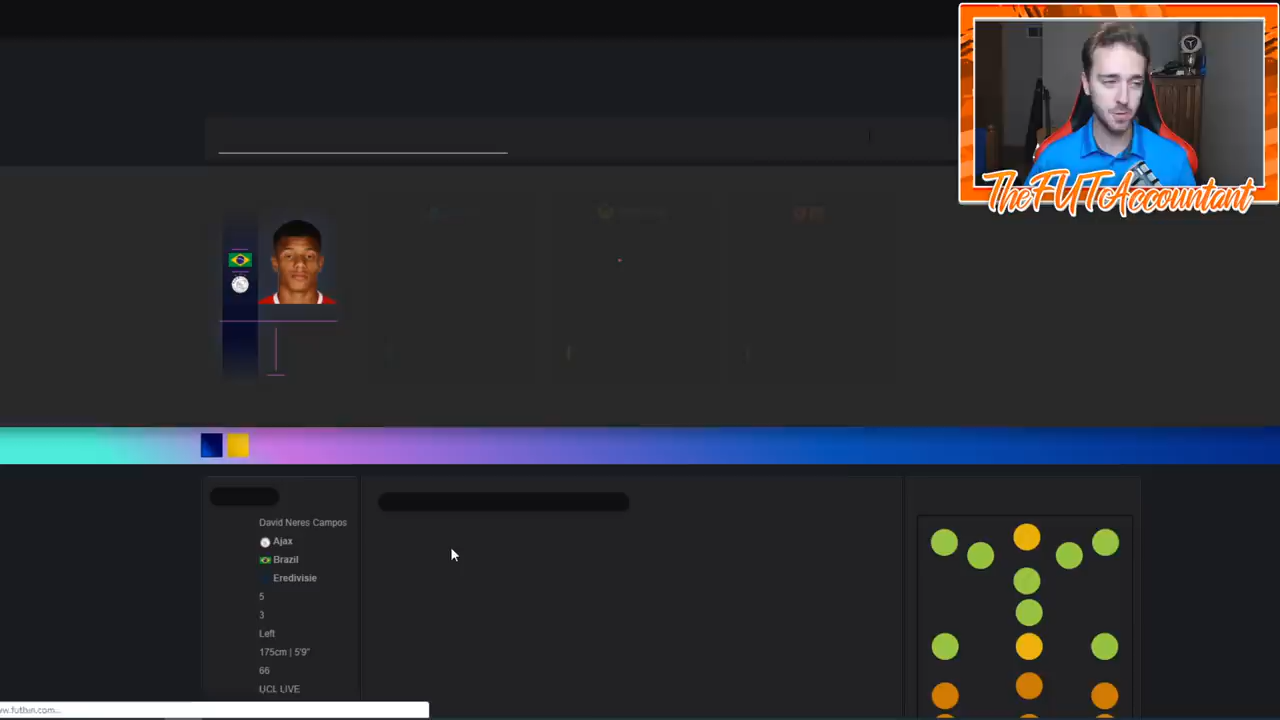 TheFUTAccountant
David Neres Campos
Ajax
Brazil
Eredivisie
5
3
Left
175cm | 5'9"
66
UCL LIVE